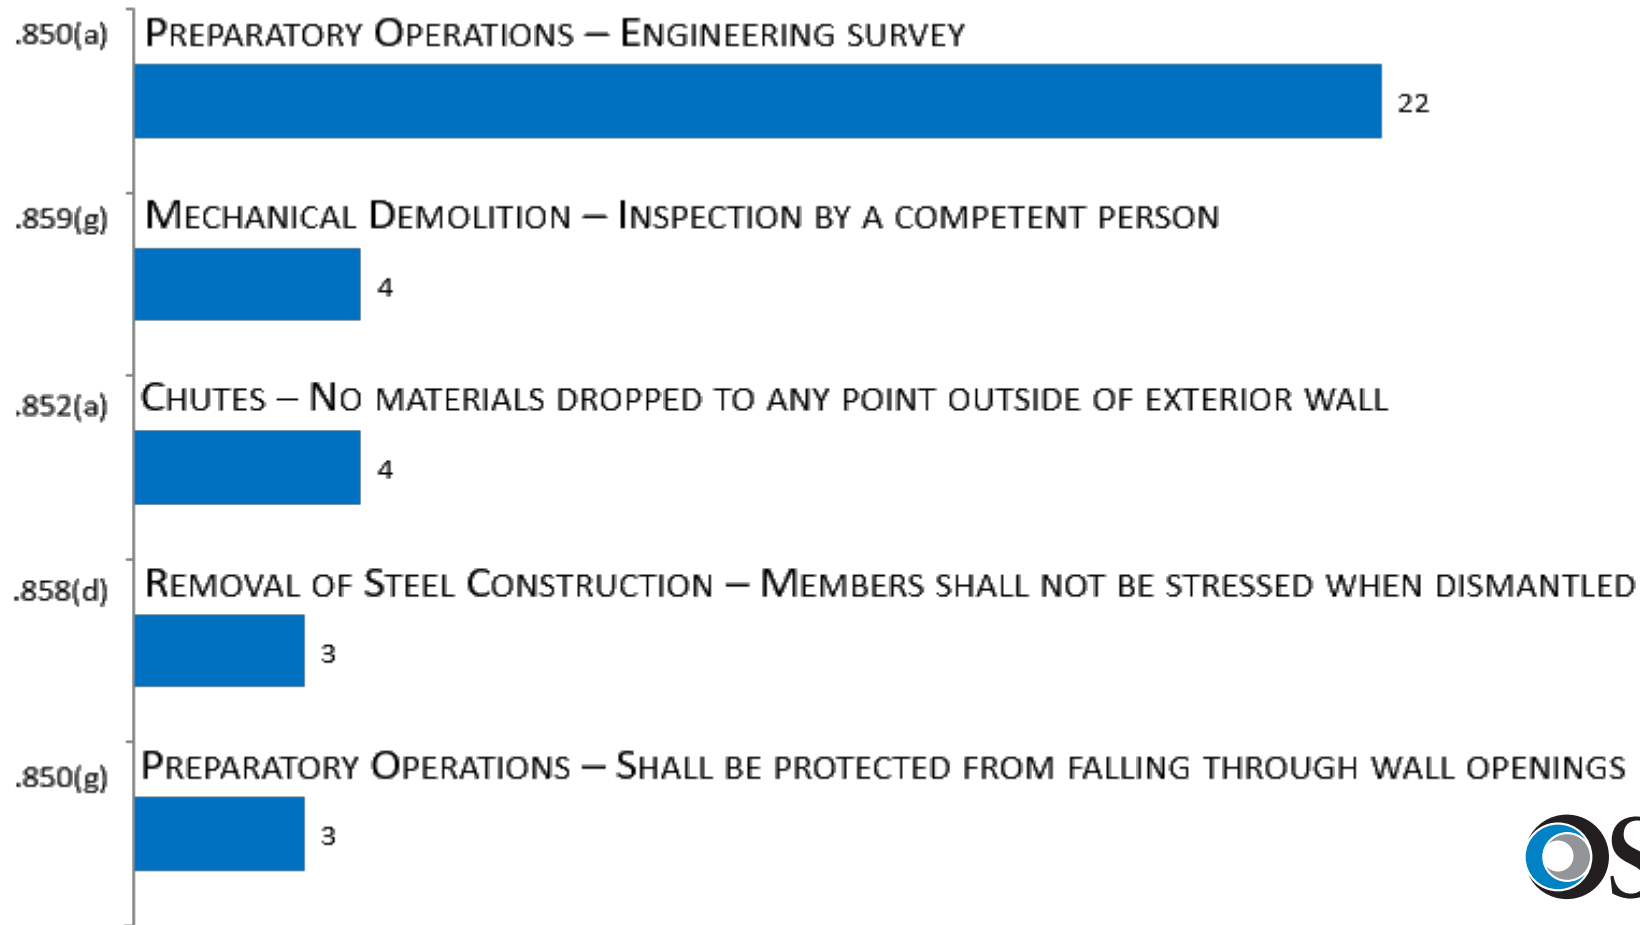 .850(a) Preparatory Operations – Engineering survey
22
.859(g) Mechanical Demolition – Inspection by a competent person
4
.852(a) Chutes – No materials dropped to any point outside of exterior wall
4
.858(d) Removal of Steel Construction – Members shall not be stressed when dismantled
3
.850(g) Preparatory Operations – Shall be protected from falling through wall openings
3
OS